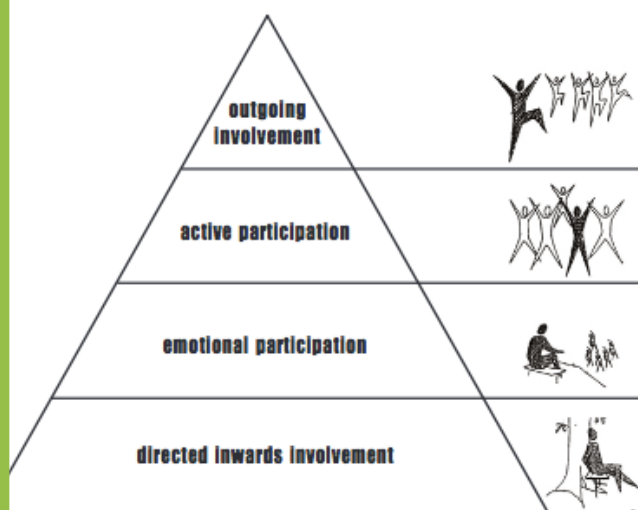 outgoing
involvement
active participation
emotional participation
directed inwards involvement